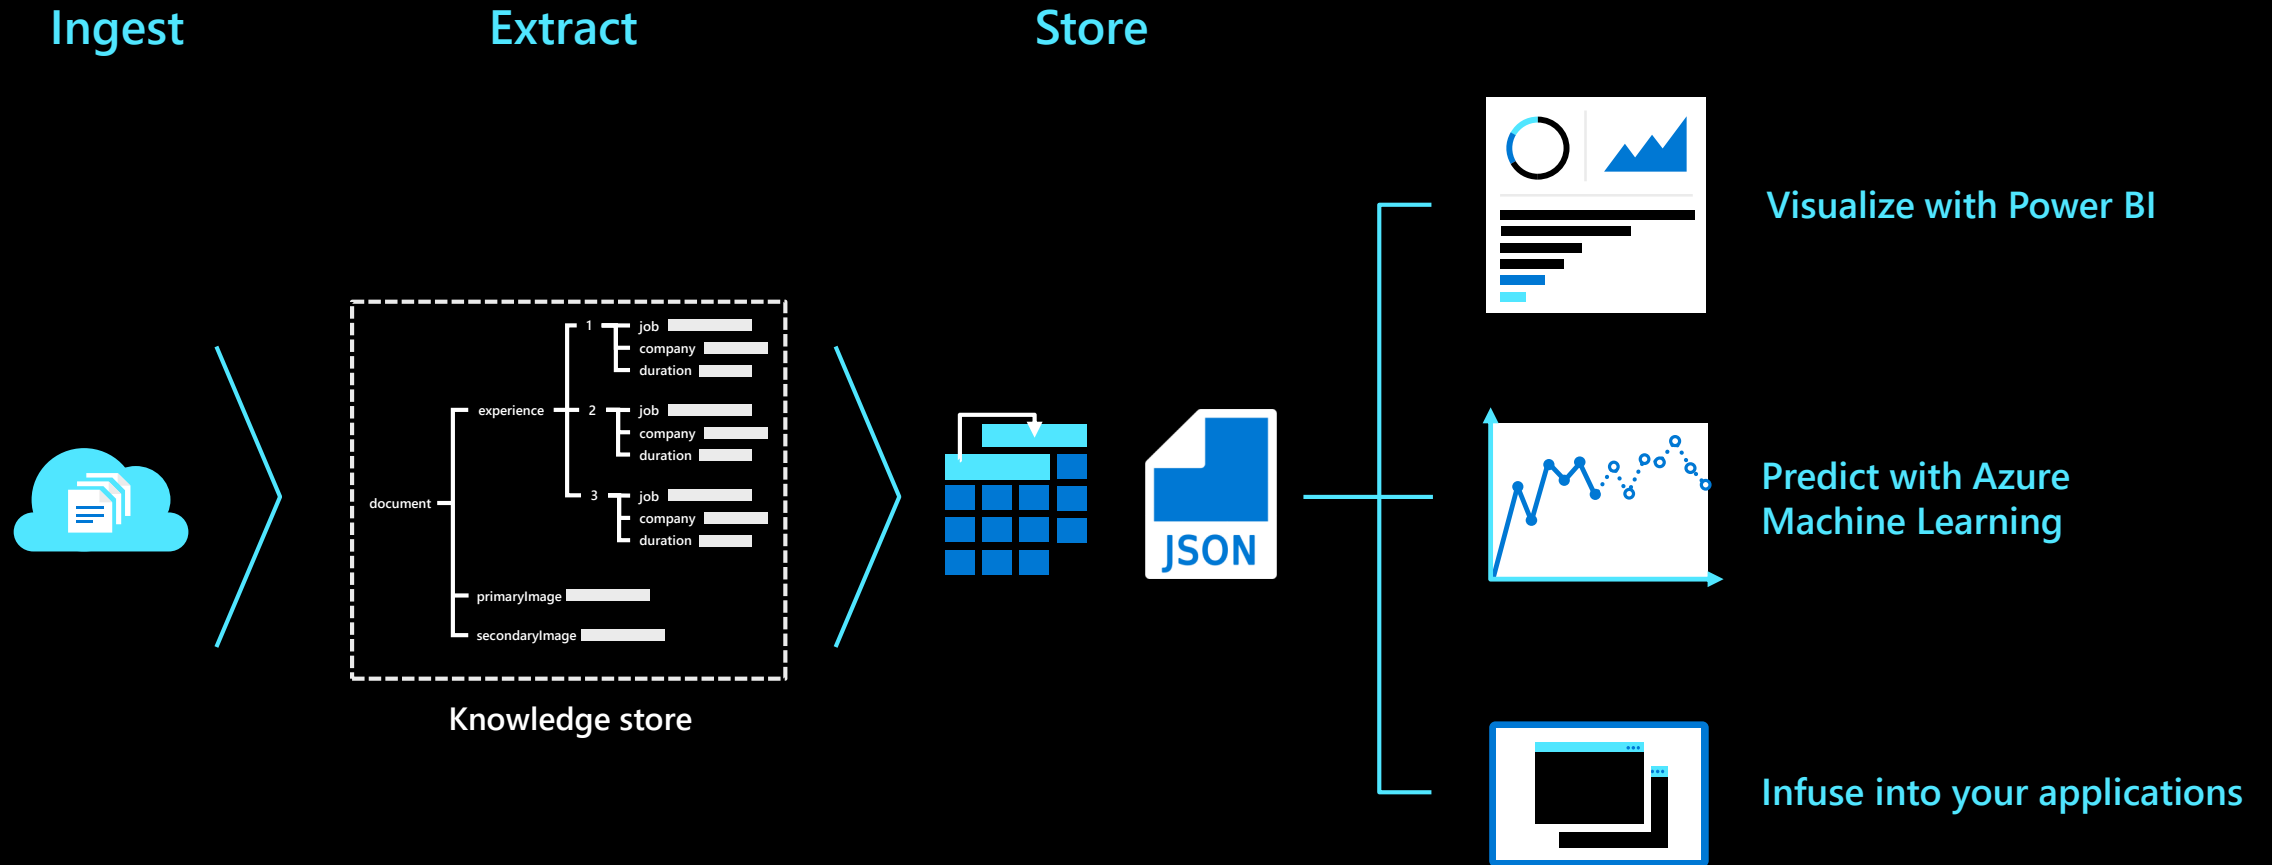 Ingest
Extract
Store
document
experience
1
job
company
duration
2
job
company
duration
3
job
company
duration
primaryImage
secondaryImage
Knowledge store
JSON
Visualize with Power BI
Predict with Azure
Machine Learning
Infuse into your applications